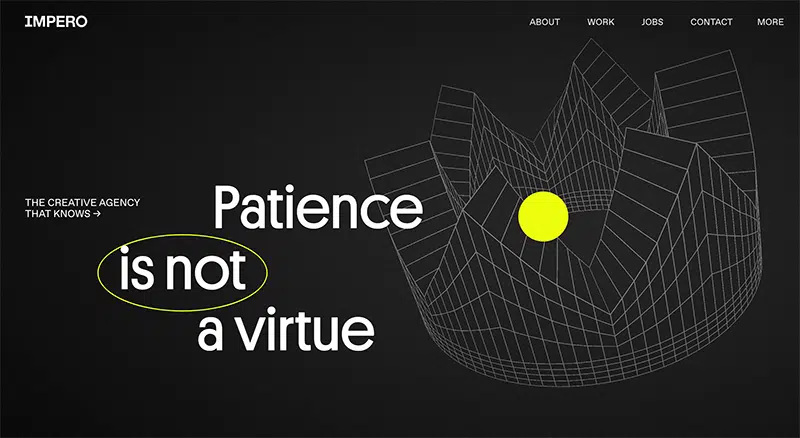 IMPERO
ABOUT WORK JOBS CONTACT MORE
THE CREATIVE AGENCY
THAT KNOWS →
Patience
is not
a virtue